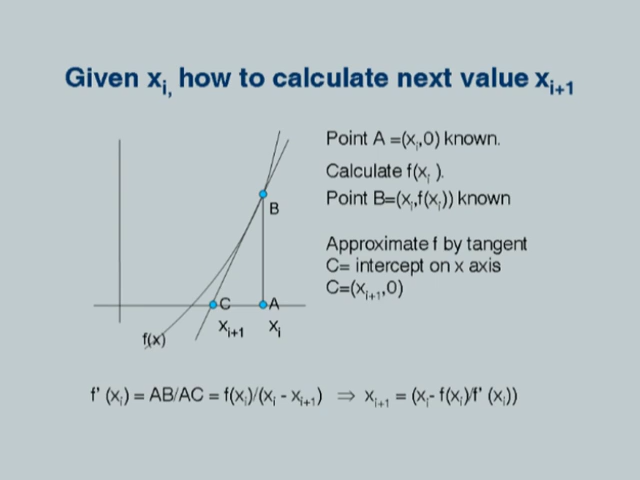 Given xi, how to calculate next value xi+1
Point A =(xi,0) known.
Calculate f(xi ).
Point B=(xi,f(xi)) known
Approximate f by tangent
C= intercept on x axis
C=(xi+1,0)
B
C
A
xi+1
xi
f(x)
f' (xi) = AB/AC = f(xi)/(xi - xi+1) ⇒ xi+1 = (xi- f(xi)/f' (xi))